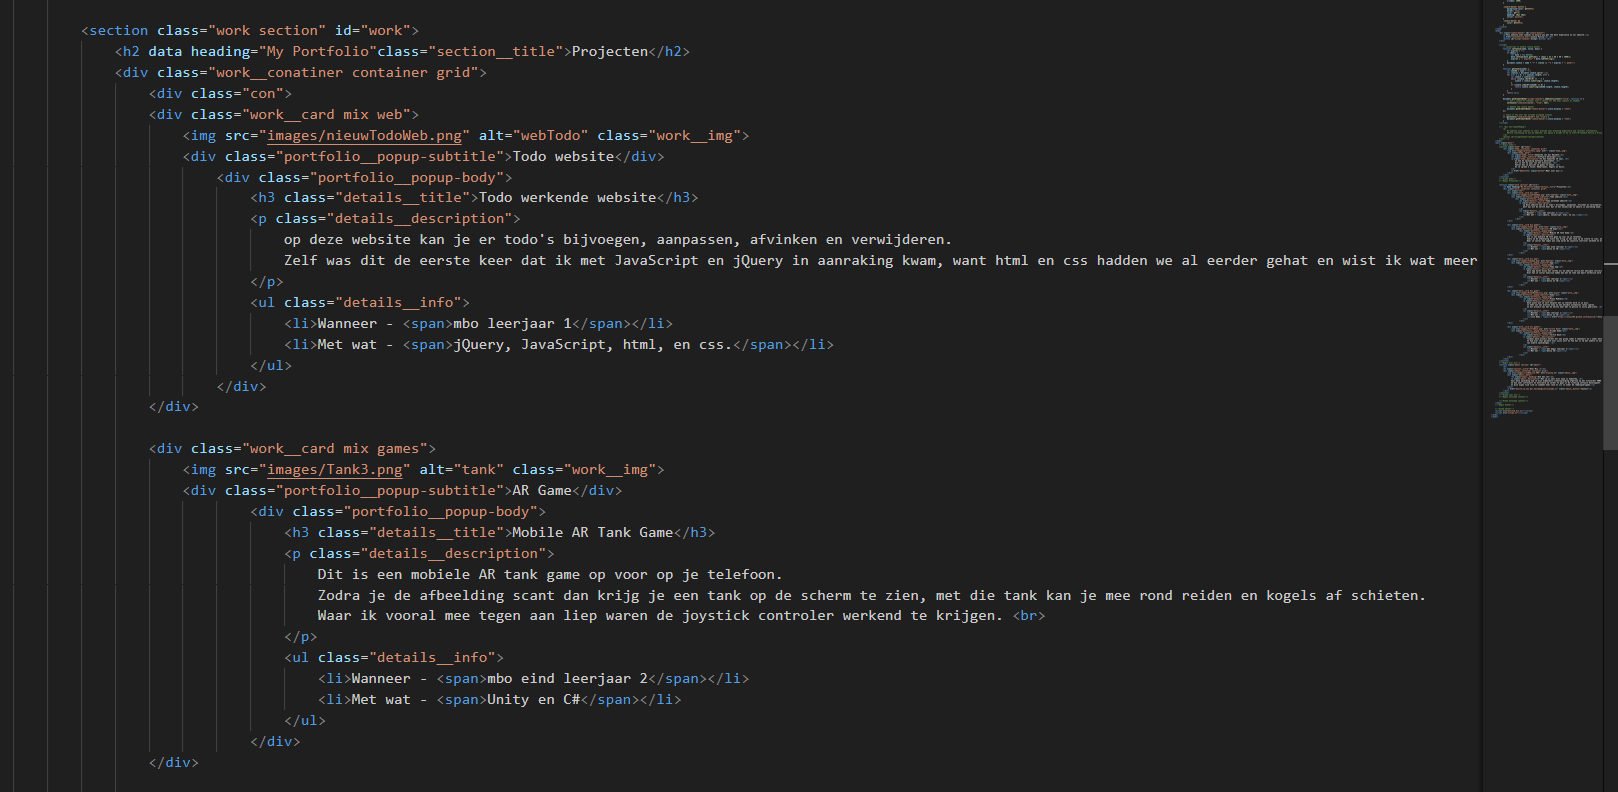 <section class="work section" id="work">
<h2 data heading="My Portfolio"class="section__title">Projecten</h2>
<div class="work__conatiner container grid">
<div class="con">
<div class="work__card mix web">
<img src="images/nieuwTodoWeb.png" alt="webTodo" class="work__img">
<div class="portfolio__popup-subtitle">Todo website</div>
<div class="portfolio__popup-body">
<h3 class="details__title">Todo werkende website</h3>
<p class="details__description">
op deze website kan je er todo's bijvoegen, aanpassen, afvinken en verwijderen.
Zelf was dit de eerste keer dat ik met JavaScript en jQuery in aanraking kwam, want html en css hadden we al eerder gehat en wist ik wat meer
</p>
<ul class="details__info">
<li>Wanneer - <span>mbo leerjaar 1</span></li>
<li>Met wat - <span>jQuery, JavaScript, html, en css.</span></li>
</ul>
</div>
</div>
<div class="work__card mix games">
<img src="images/Tank3.png" alt="tank" class="work__img">
<div class="portfolio__popup-subtitle">AR Game</div>
<div class="portfolio__popup-body">
<h3 class="details__title">Mobile AR Tank Game</h3>
<p class="details__description">
Dit is een mobiele AR tank game op voor op je telefoon.
Zodra je de afbeelding scant dan krijg je een tank op de scherm te zien, met die tank kan je mee rond reiden en kogels af schieten.
Waar ik vooral mee tegen aan liep waren de joystick controler werkend te krijgen. <br>
</p>
<ul class="details__info">
<li>Wanneer - <span>mbo eind leerjaar 2</span></li>
<li>Met wat - <span>Unity en C#</span></li>
</ul>
</div>
</div>